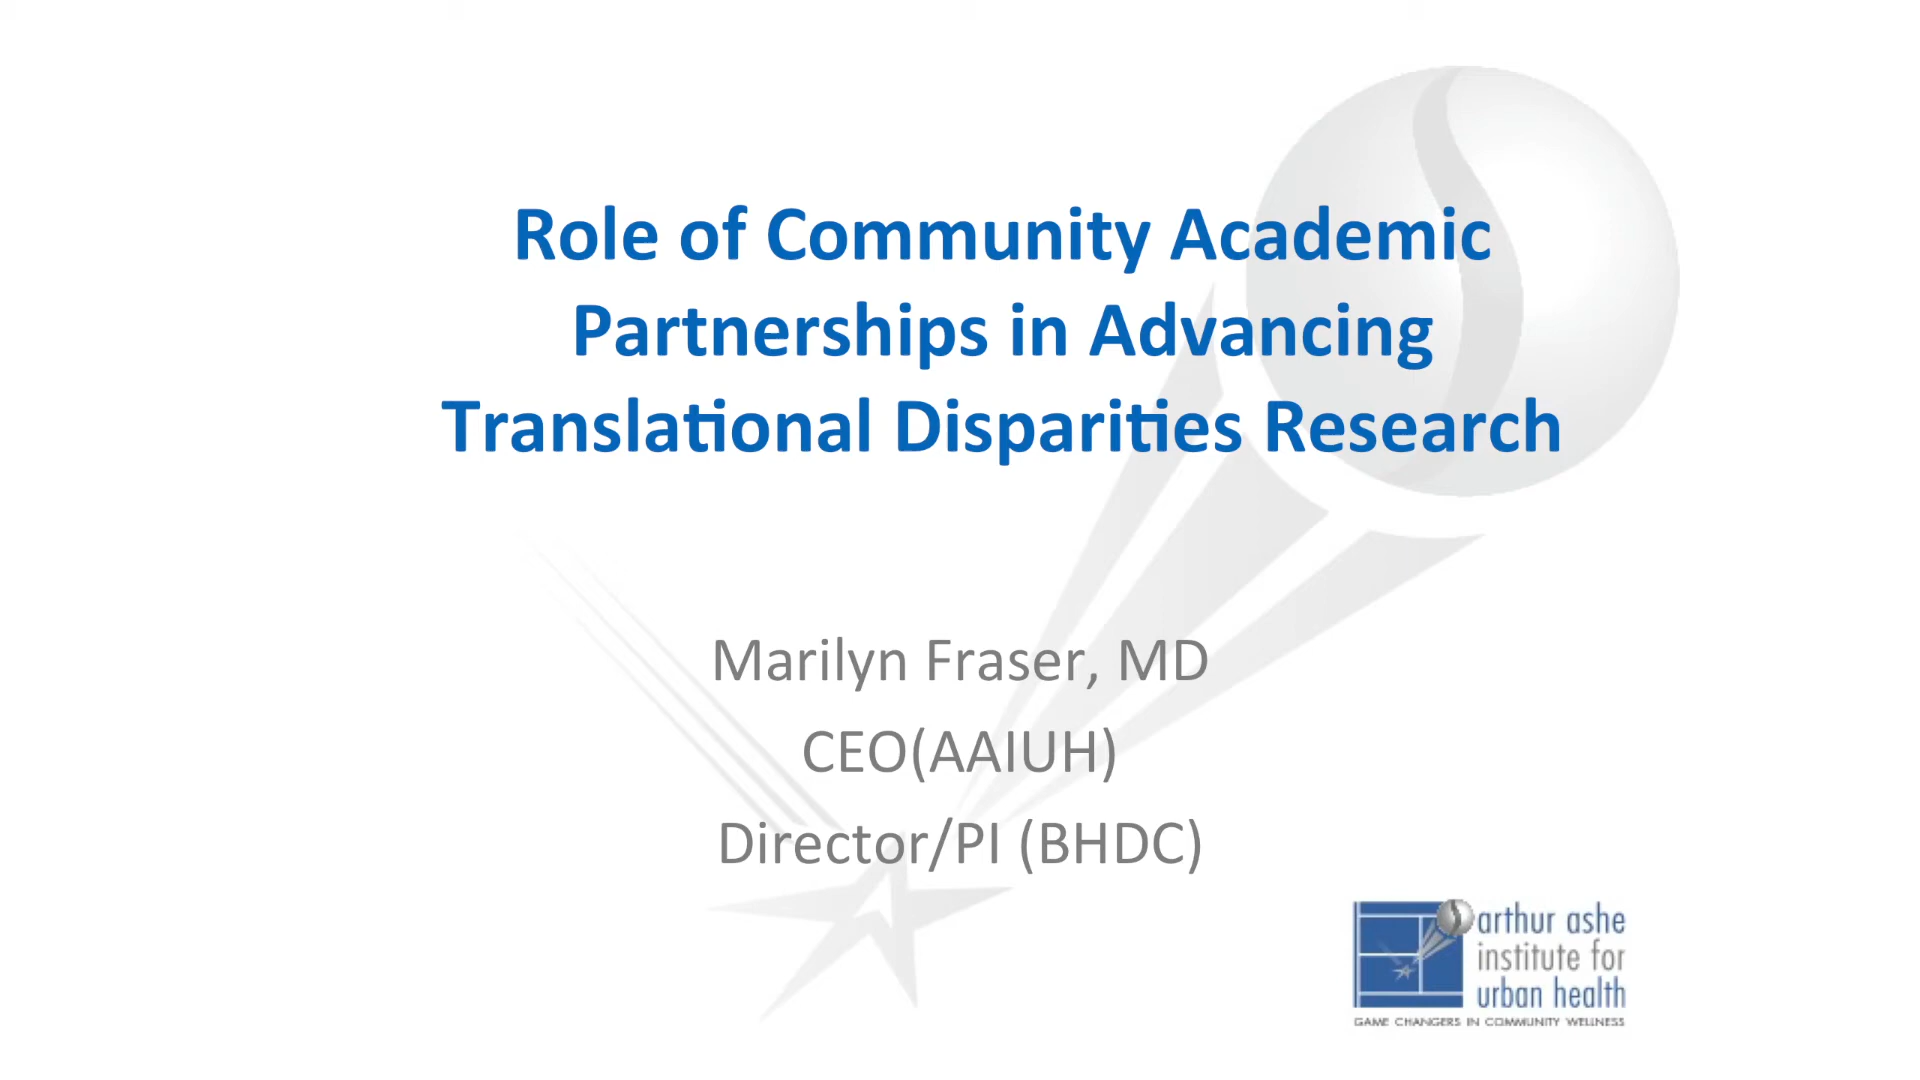 Role of Community Academic
Partnerships in Advancing
Translational Disparities Research
Marilyn Fraser, MD
CEO(AAIUH)
Director/PI (BHDC)
arthur ashe
institute for
urban health
GAME CHANGERS IN COMMUNITY WELLNESS